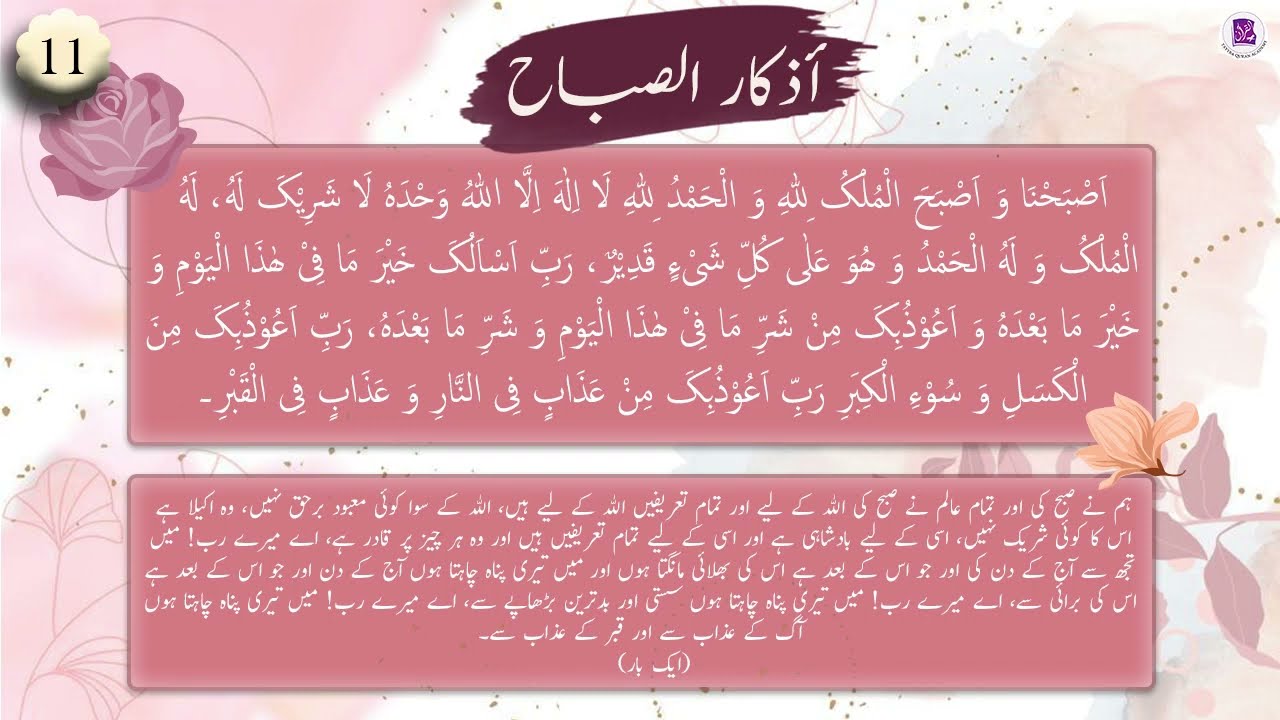 11
أذكار الصباح
اَصْبَحْنَا وَ اَصْبَحَ الْمُلْکُ لِلّٰهِ وَ الْحَمْدُ لِلّٰهِ لَا اِلٰهَ اِلَّا اللّٰهُ وَحْدَهُ لَا شَرِیْکَ لَهُ، لَهُ
الْمُلْکُ وَ لَهُ الْحَمْدُ وَ هُوَ عَلٰی کُلِّ شَیْءٍ قَدِیْرٌ، رَبِّ اَسْاَلُکَ خَیْرَ مَا فِیْ هٰذَا الْیَوْمِ وَ
خَیْرَ مَا بَعْدَهُ وَ اَعُوْذُبِکَ مِنْ شَرِّ مَا فِیْ هٰذَا الْیَوْمِ وَ شَرِّ مَا بَعْدَهُ، رَبِّ اَعُوْذُبِکَ مِنَ
الْکَسَلِ وَ سُوْءِ الْکِبَرِ رَبِّ اَعُوْذُبِکَ مِنْ عَذَابٍ فِی النَّارِ وَ عَذَابٍ فِی الْقَبْرِ۔
ہم نے صبح کی اور تمام عالم نے صبح کی اللہ کے لیے اور تمام تعریفیں اللہ کے لیے ہیں، اللہ کے سوا کوئی معبود برحق نہیں، وہ اکیلا ہے
اس کا کوئی شریک نہیں، اسی کے لیے بادشاہی ہے اور اسی کے لیے تمام تعریفیں ہیں اور وہ ہر چیز پر قادر ہے، اے میرے رب! میں
تجھ سے آج کے دن کی اور جو اس کے بعد ہے اس کی بھلائی مانگتا ہوں اور میں تیری پناہ چاہتا ہوں آج کے دن اور جو اس کے بعد ہے
اس کی برائی سے، اے میرے رب! میں تیری پناہ چاہتا ہوں سستی اور بدترین بڑھاپے سے، اے میرے رب! میں تیری پناہ چاہتا ہوں
آگ کے عذاب سے اور قبر کے عذاب سے۔
(ایک بار)